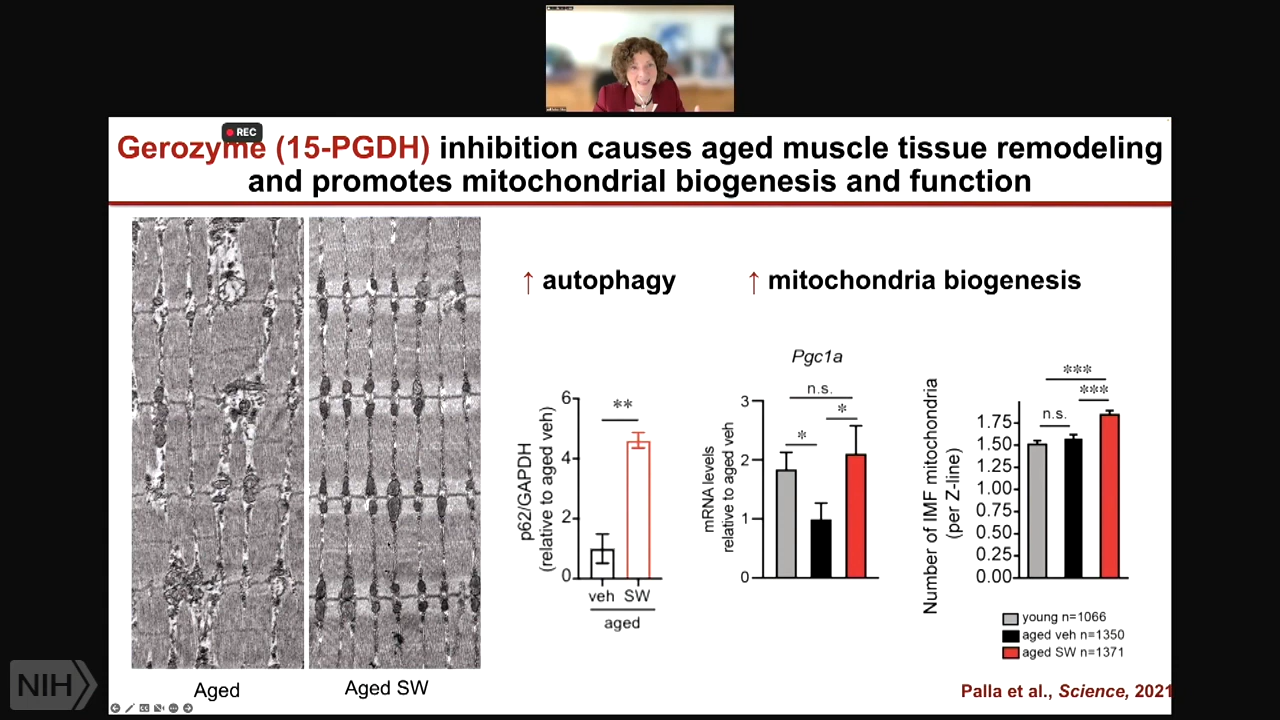 REC
Gerozyme (15-PGDH) inhibition causes aged muscle tissue remodeling
and promotes mitochondrial biogenesis and function
↑ autophagy
↑ mitochondria biogenesis
p62/GAPDH
(relative to aged veh)
6
4
2
0
**
veh SW
aged
Pgc1a
mRNA levels
relative to aged veh
3
2
1
0
n.s.
*
*
Number of IMF mitochondria
(per Z-line)
1.75
1.50
1.25
1.00
0.75
0.50
0.25
0.00
***
***
n.s.
young n=1066
aged veh n=1350
aged SW n=1371
Aged
Aged SW
Palla et al., Science, 2021
NIH